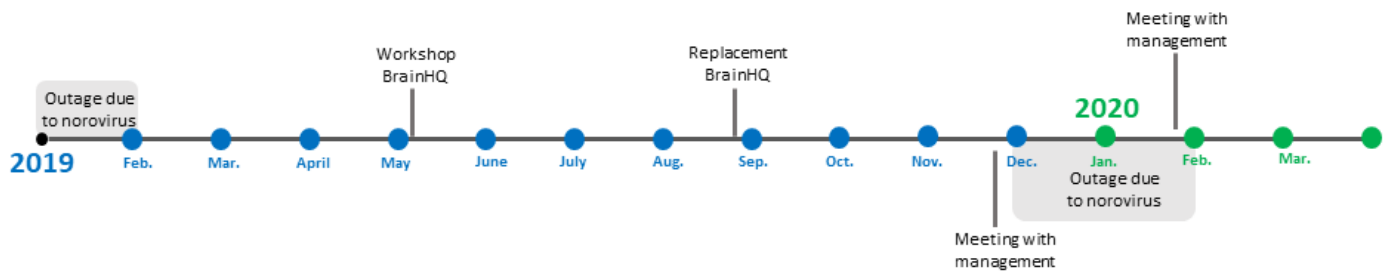 Meeting with
management
Workshop
BrainHQ
Replacement
BrainHQ
Outage due
to norovirus
2020
2019
Feb.
Mar.
April
May
June
July
Aug.
Sep.
Oct.
Nov.
Dec.
Jan.
Feb.
Mar.
Outage due
to norovirus
Meeting with
management